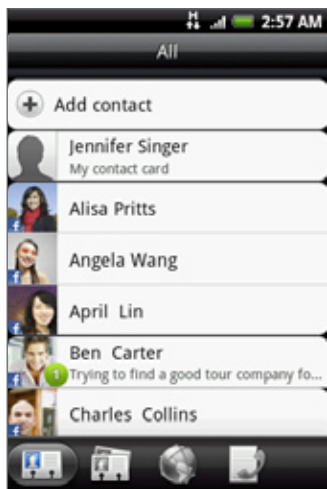 H
2:57 AM
All
Add contact
Jennifer Singer
My contact card
Alisa Pritts
Angela Wang
April Lin
Ben Carter
1
Trying to find a good tour company fo...
Charles Collins